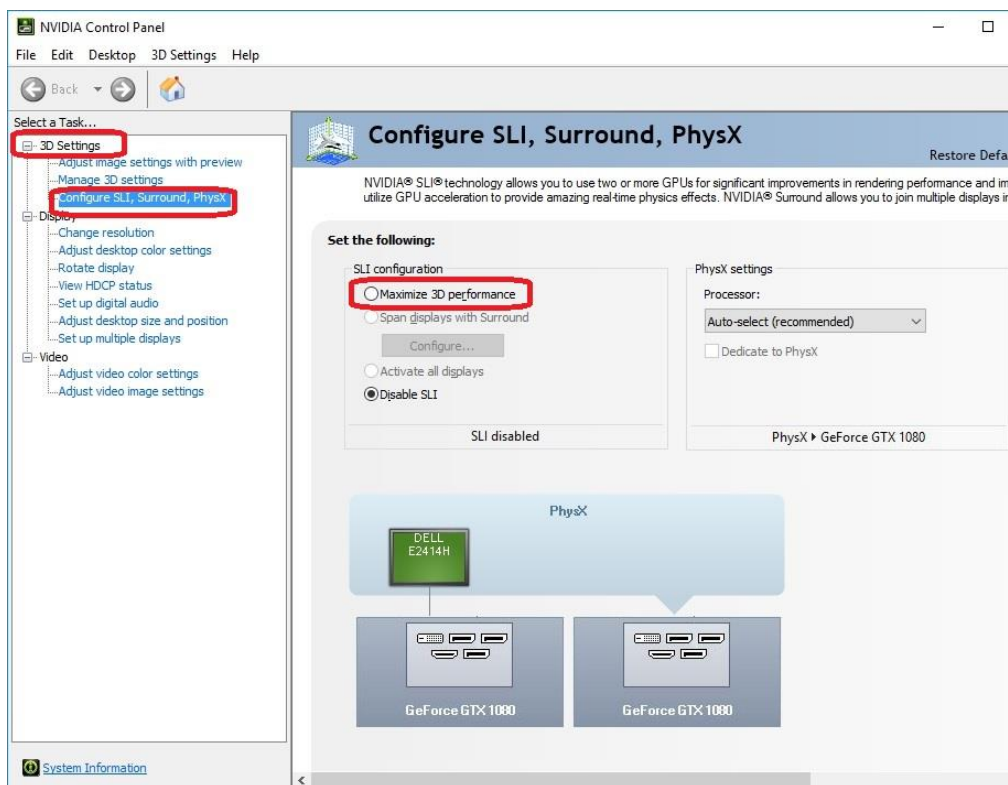 NVIDIA Control Panel
File Edit Desktop 3D Settings Help
Back
Select a Task...
3D Settings
Adjust image settings with preview
Manage 3D settings
Configure SLI, Surround, PhysX
Display
Change resolution
Adjust desktop color settings
Rotate display
View HDCP status
Set up digital audio
Adjust desktop size and position
Set up multiple displays
Video
Adjust video color settings
Adjust video image settings
System Information
Configure SLI, Surround, PhysX
Restore Defa
NVIDIA® SLI® technology allows you to use two or more GPUs for significant improvements in rendering performance and im
utilize GPU acceleration to provide amazing real-time physics effects. NVIDIA® Surround allows you to join multiple displays i
Set the following:
SLI configuration
Maximize 3D performance
Span displays with Surround
Configure...
Activate all displays
Disable SLI
SLI disabled
PhysX settings
Processor:
Auto-select (recommended)
Dedicate to PhysX
PhysX ▸ GeForce GTX 1080
PhysX
DELL
E2414H
GeForce GTX 1080
GeForce GTX 1080